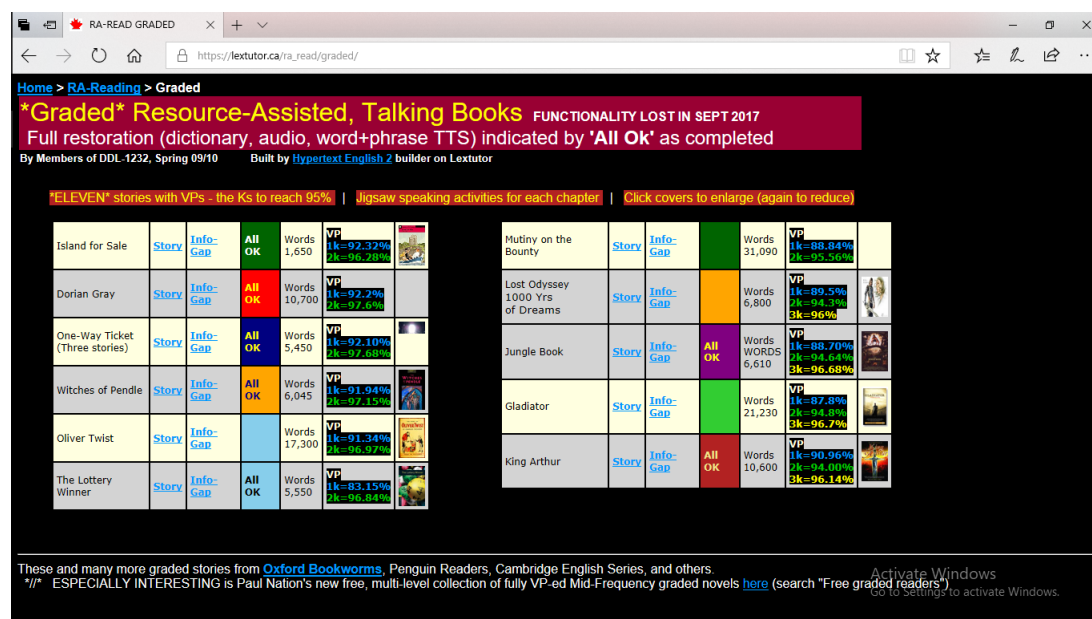 RA-READ GRADED
https://lextutor.ca/ra_read/graded/
Home > RA-Reading > Graded
*Graded* Resource-Assisted, Talking Books FUNCTIONALITY LOST IN SEPT 2017
Full restoration (dictionary, audio, word+phrase TTS) indicated by 'All Ok' as completed
By Members of DDL-1232, Spring 09/10 Built by Hypertext English 2 builder on Lextutor
*ELEVEN* stories with VPs - the Ks to reach 95% | Jigsaw speaking activities for each chapter | Click covers to enlarge (again to reduce)
Island for Sale
Story
Info-
Gap
All
OK
Words
1,650
VP
1k=92.32%
2k=96.28%
Dorian Gray
Story
Info-
Gap
All
OK
Words
10,700
VP
1k=92.2%
2k=97.6%
One-Way Ticket
(Three stories)
Story
Info-
Gap
All
OK
Words
5,450
VP
1k=92.10%
2k=97.68%
Witches of Pendle
Story
Info-
Gap
All
OK
Words
6,045
VP
1k=91.94%
2k=97.15%
Oliver Twist
Story
Info-
Gap
Words
17,300
VP
1k=91.34%
2k=96.97%
The Lottery
Winner
Story
Info-
Gap
All
OK
Words
5,550
VP
1k=83.15%
2k=96.84%
Mutiny on the
Bounty
Story
Info-
Gap
Words
31,090
VP
1k=88.84%
2k=95.56%
Lost Odyssey
1000 Yrs
of Dreams
Story
Info-
Gap
Words
6,800
VP
1k=89.5%
2k=94.3%
3k=96%
Jungle Book
Story
Info-
Gap
All
OK
Words
WORDS
6,610
VP
1k=88.70%
2k=94.64%
3k=96.68%
Gladiator
Story
Info-
Gap
Words
21,230
VP
1k=87.8%
2k=94.8%
3k=96.7%
King Arthur
Story
Info-
Gap
All
OK
Words
10,600
VP
1k=90.96%
2k=94.00%
3k=96.14%
These and many more graded stories from Oxford Bookworms, Penguin Readers, Cambridge English Series, and others.
*//* ESPECIALLY INTERESTING is Paul Nation's new free, multi-level collection of fully VP-ed Mid-Frequency graded novels here (search "Free graded readers")
Activate Windows
Go to Settings to activate Windows.